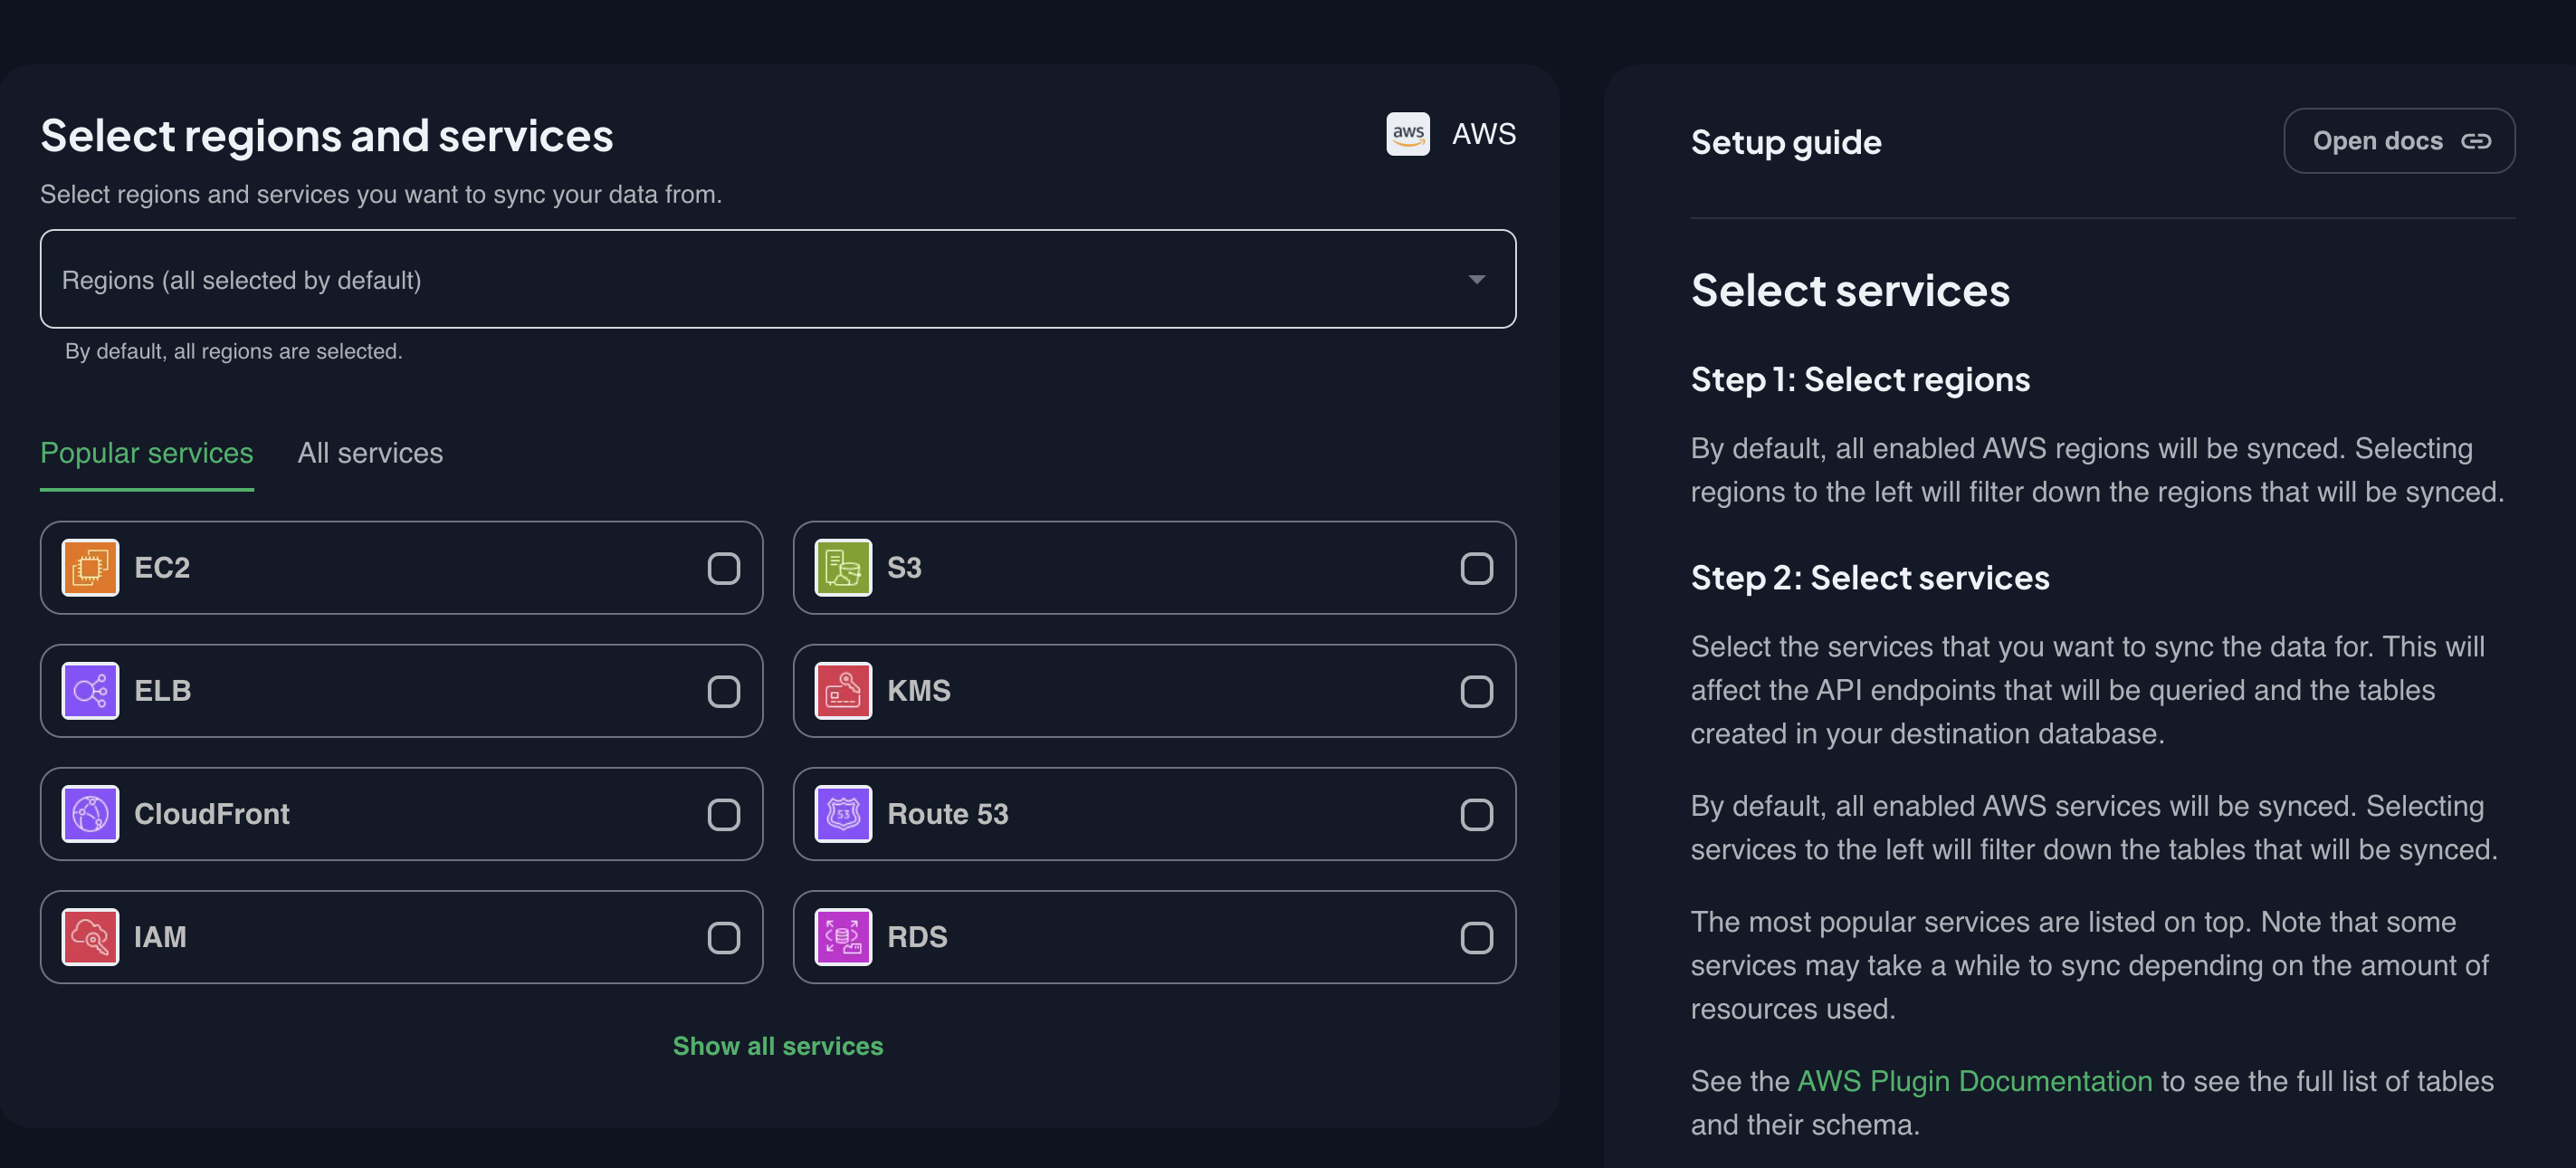 Select regions and services
aws AWS
Select regions and services you want to sync your data from.
Regions (all selected by default)
By default, all regions are selected.
Popular services
All services
EC2
S3
ELB
KMS
CloudFront
53
Route 53
IAM
RDS
Show all services
Setup guide
Open docs
Select services
Step 1: Select regions
By default, all enabled AWS regions will be synced. Selecting
regions to the left will filter down the regions that will be synced.
Step 2: Select services
Select the services that you want to sync the data for. This will
affect the API endpoints that will be queried and the tables
created in your destination database.
By default, all enabled AWS services will be synced. Selecting
services to the left will filter down the tables that will be synced.
The most popular services are listed on top. Note that some
services may take a while to sync depending on the amount of
resources used.
See the AWS Plugin Documentation to see the full list of tables
and their schema.